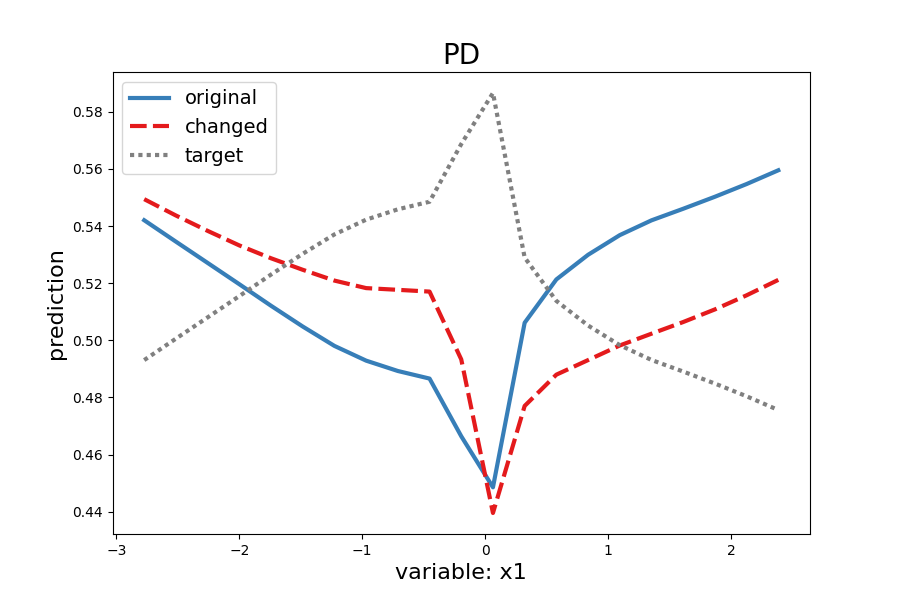 PD
original
changed
target
prediction
0.58
0.56
0.54
0.52
0.50
0.48
0.46
0.44
−3
−2
−1
0
1
2
variable: x1